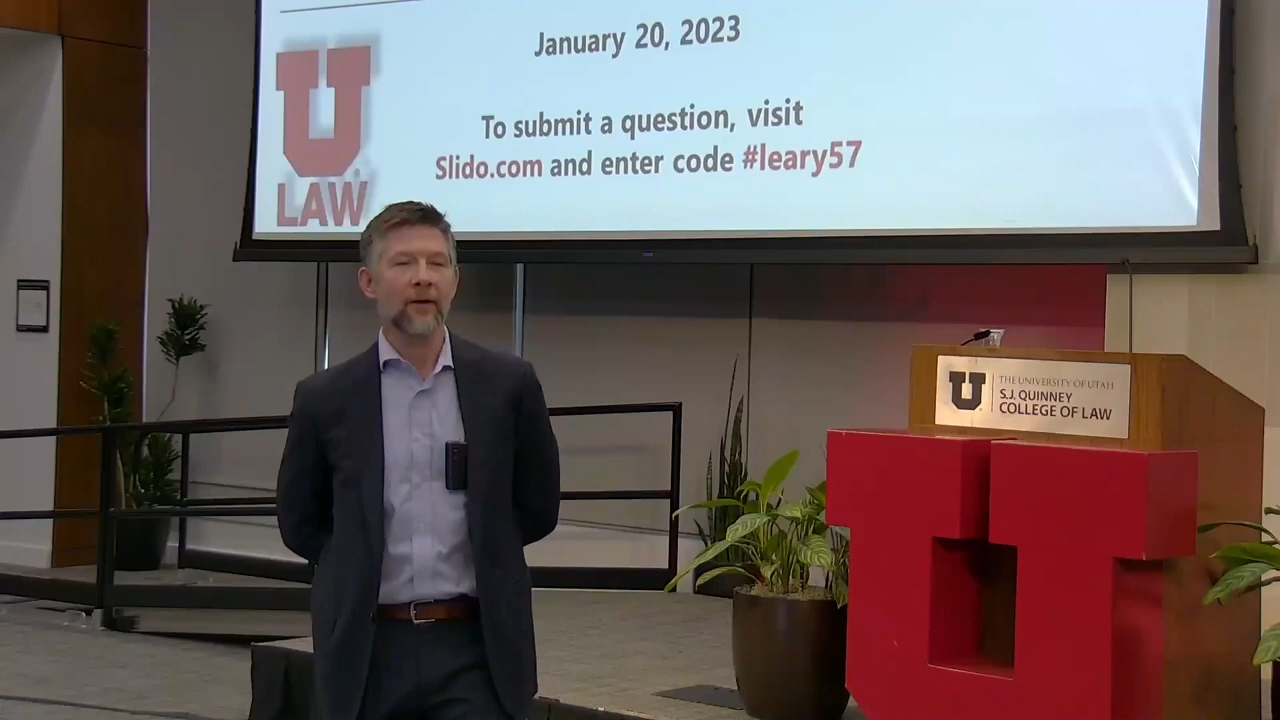 January 20, 2023
To submit a question, visit
Slido.com and enter code #leary57
U
LAW
U
THE UNIVERSITY OF UTAH
S.J. QUINNEY
COLLEGE OF LAW
U